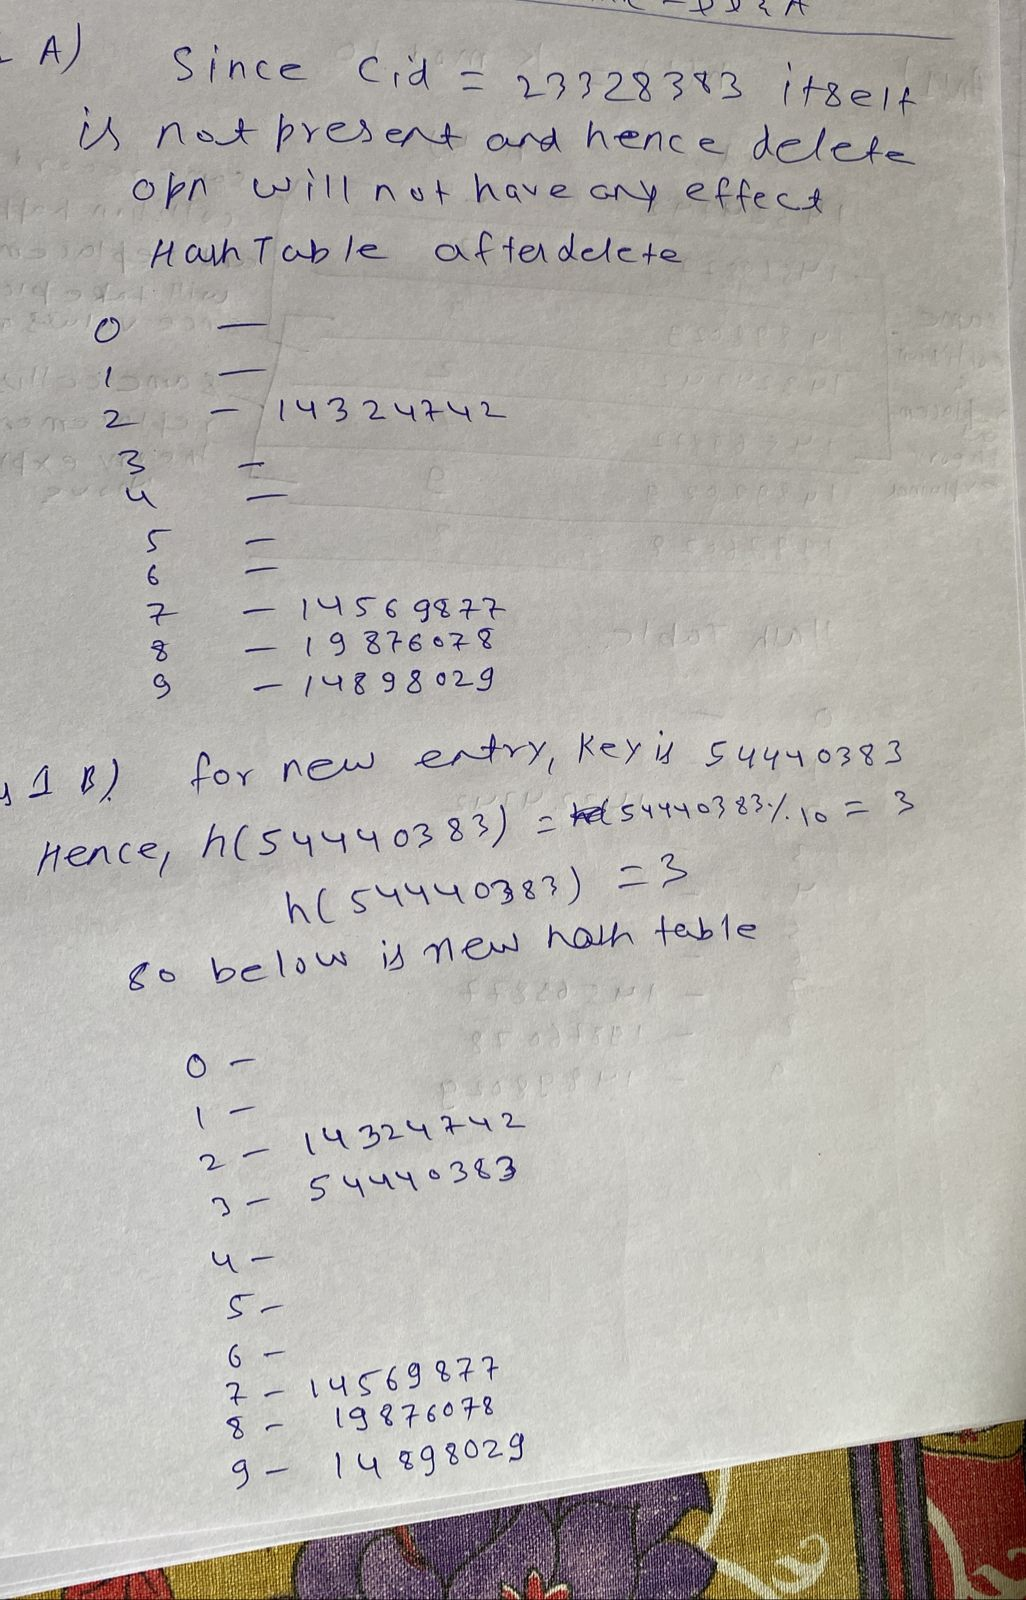 A)
Since Cid = 23328383 itself
is not present and hence delete
opn will not have any effect
Hash Table after delete
0 —
1 —
2 — 14324742
3 —
4 —
5 —
6 —
7 — 14569877
8 — 19876078
9 — 14898029
1 B) for new entry, Key is 54440383
Hence, h(54440383) = (54440383 % 10 = 3
h(54440383) = 3
so below is new hash table
0 —
1 —
2 — 14324742
3 — 54440383
4 —
5 —
6 —
7 — 14569877
8 — 19876078
9 — 14898029